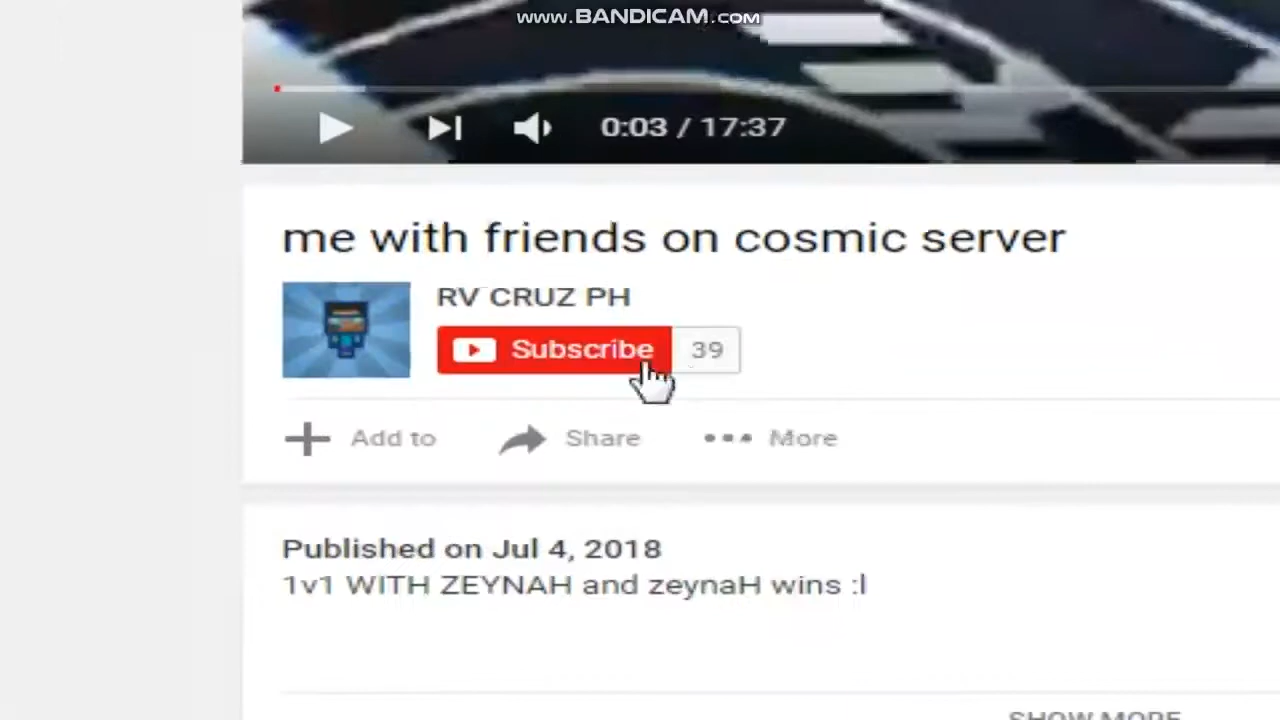 www.BANDICAM.com
0:03 / 17:37
me with friends on cosmic server
RV CRUZ PH
Subscribe 39
Add to Share More
Published on Jul 4, 2018
1v1 WITH ZEYNAH and zeynaH wins :l
SHOW MORE